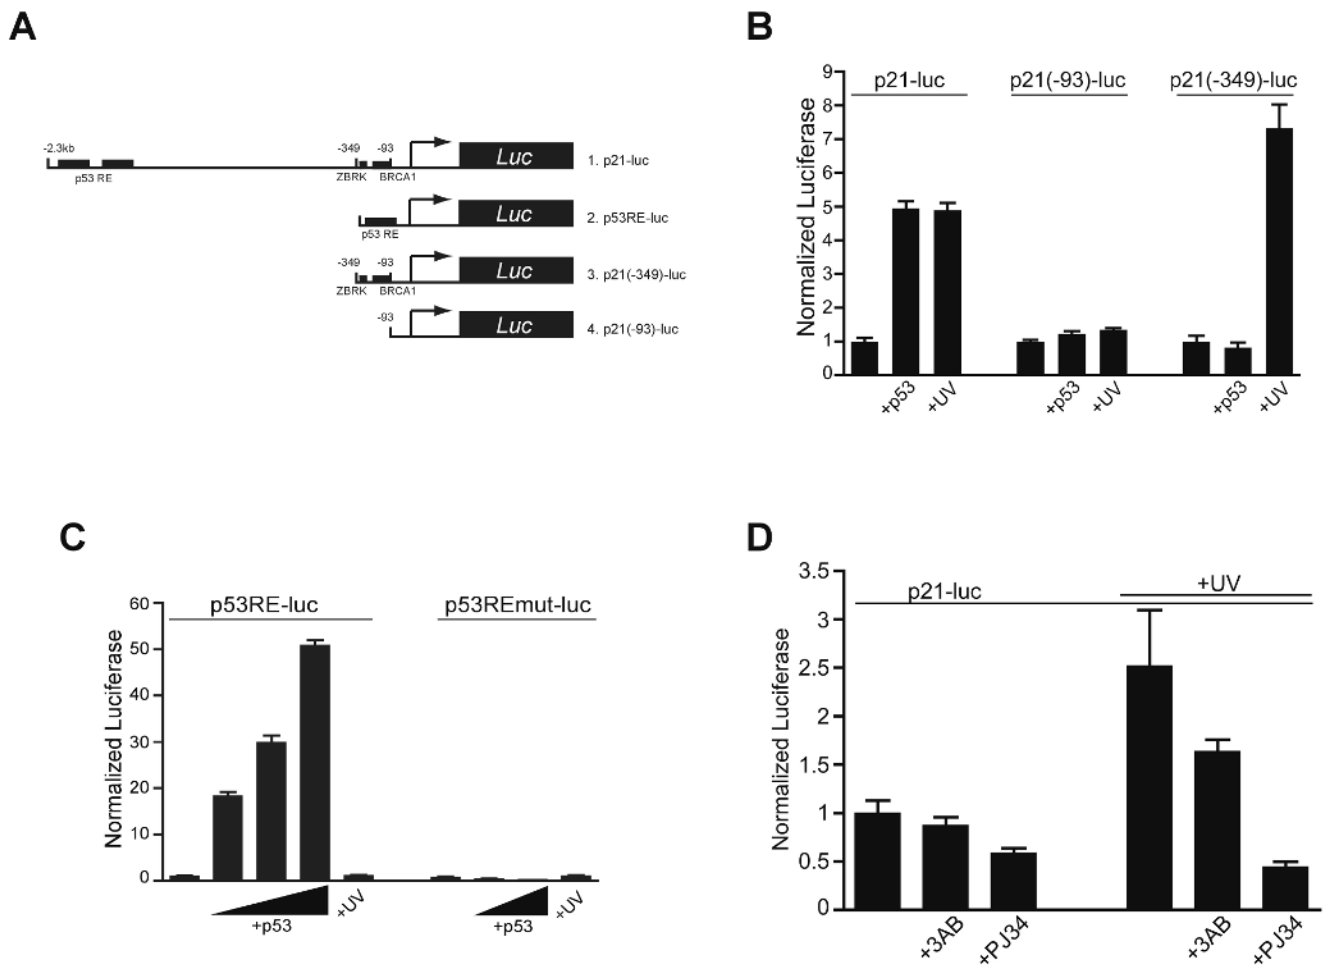 A
-2.3kb
-349
-93
p53 RE
ZBRK
BRCA1
Luc
1. p21-luc
p53 RE
Luc
2. p53RE-luc
-349
-93
ZBRK
BRCA1
Luc
3. p21(-349)-luc
-93
Luc
4. p21(-93)-luc
B
Normalized Luciferase
9
8
7
6
5
4
3
2
1
0
p21-luc
p21(-93)-luc
p21(-349)-luc
+p53
+UV
+p53
+UV
+p53
+UV
C
Normalized Luciferase
60
50
40
30
20
10
0
p53RE-luc
p53REmut-luc
+p53
+UV
+p53
+UV
D
Normalized Luciferase
3.5
3
2.5
2
1.5
1
0.5
0
p21-luc
+UV
+3AB
+PJ34
+3AB
+PJ34